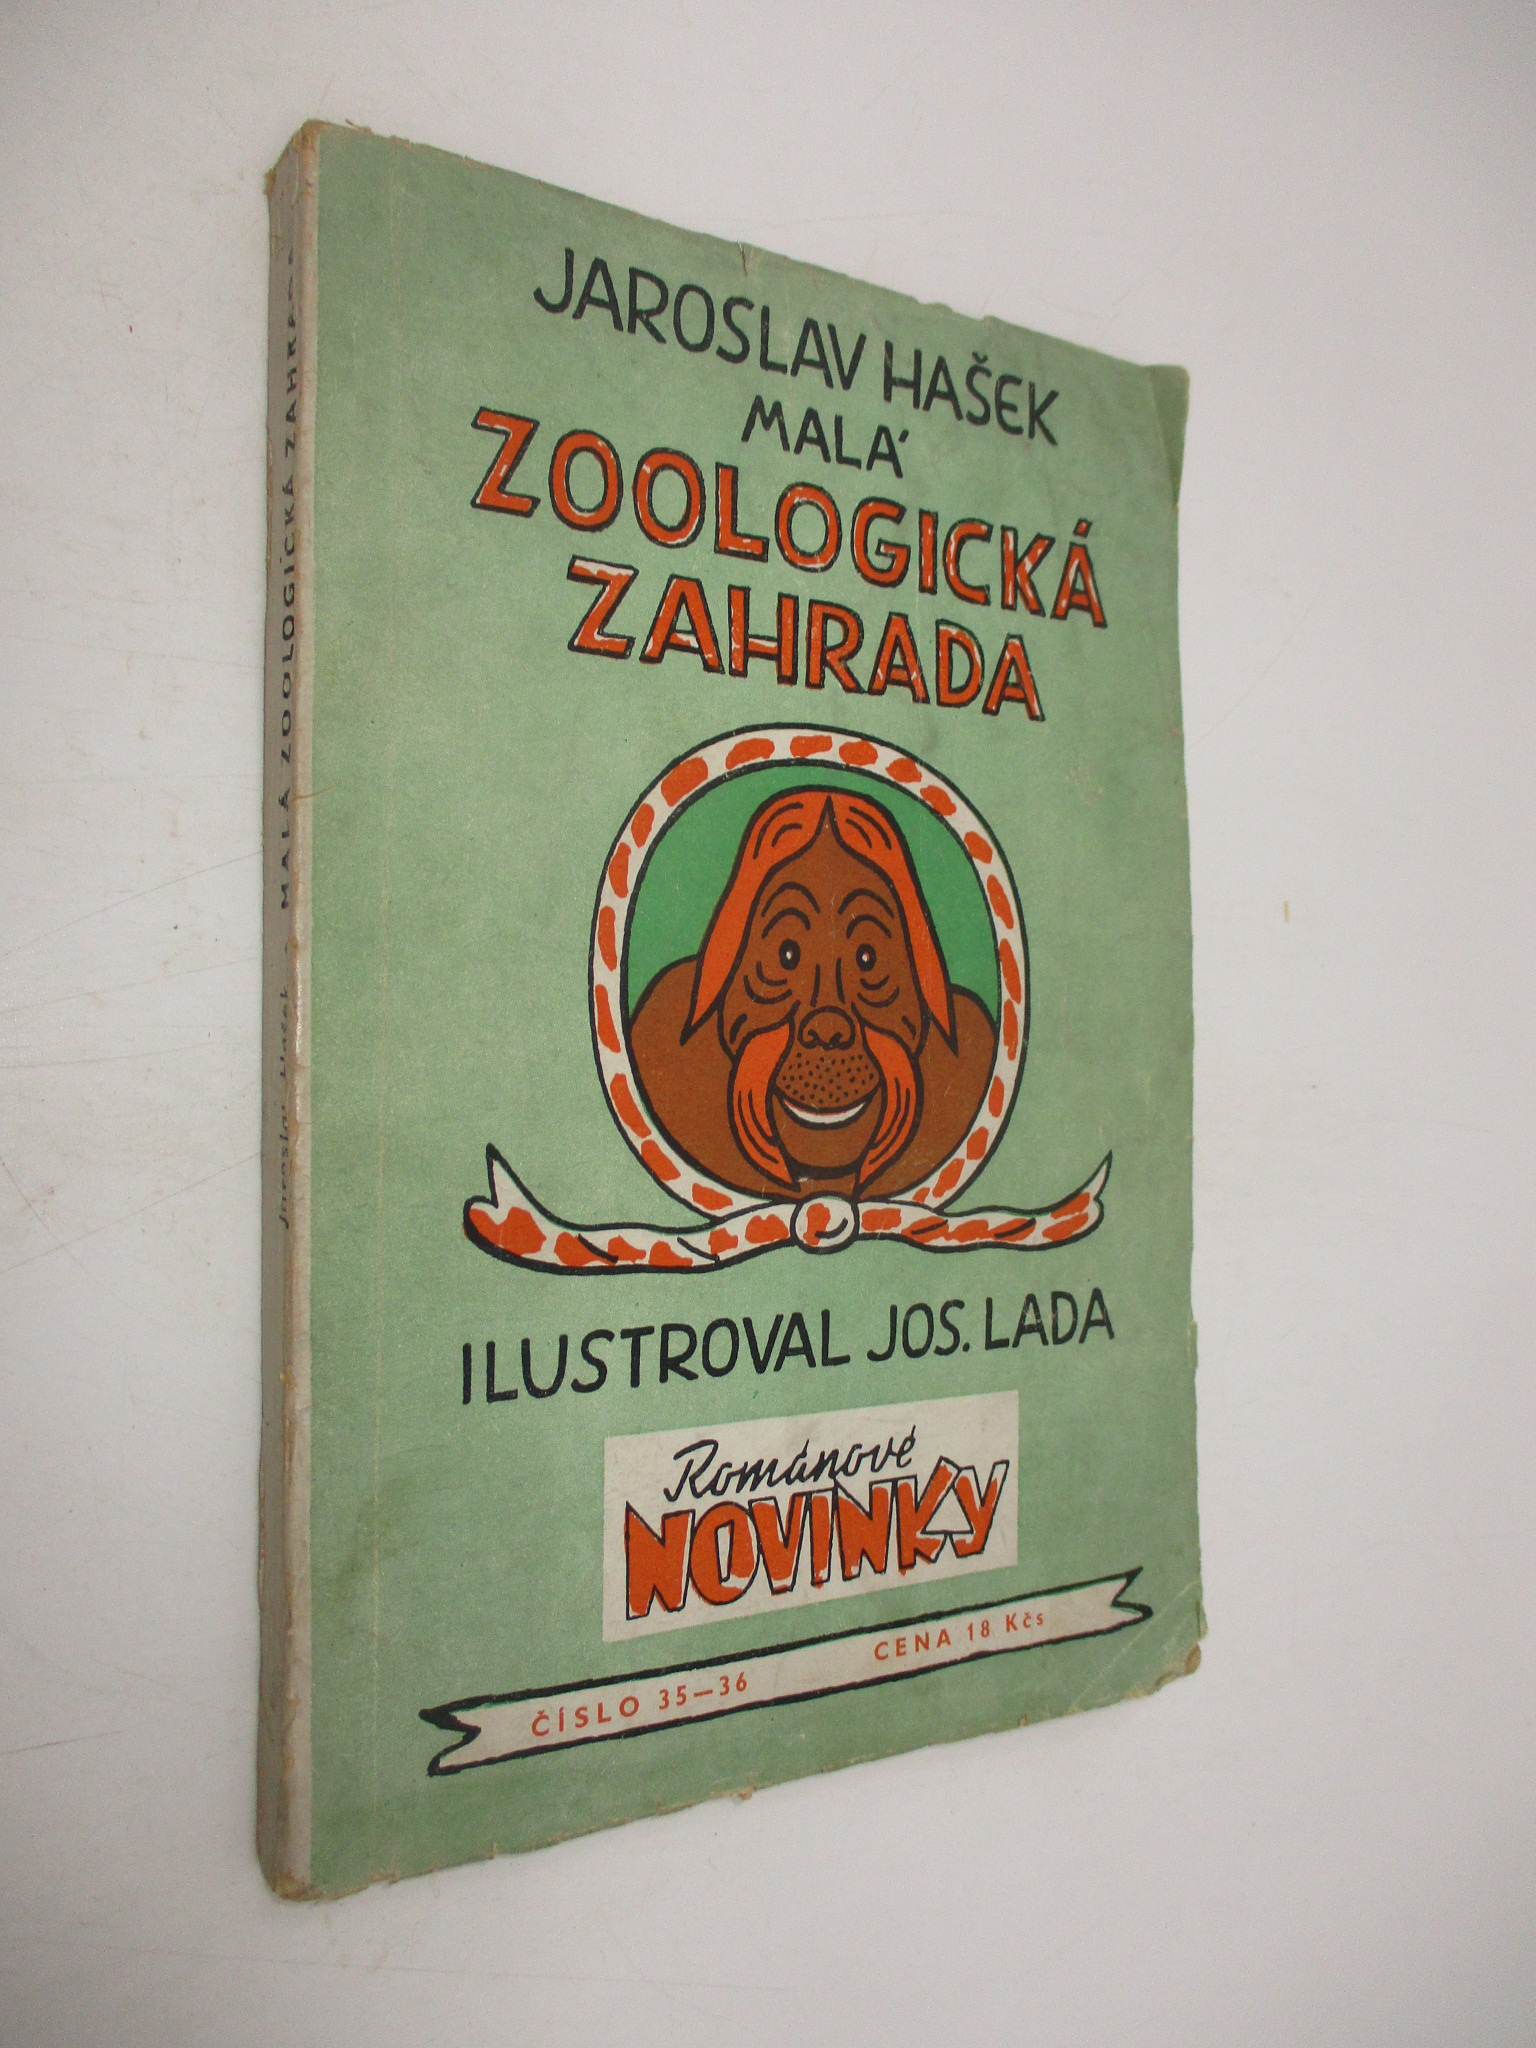 JAROSLAV HAŠEK
MALÁ
ZOOLOGICKÁ
ZAHRADA
ILUSTROVAL JOS. LADA
Románové
NOVINKY
ČÍSLO 35—36 CENA 18 Kčs
Jaroslav Hašek - MALÁ ZOOLOGICKÁ ZAHRADA